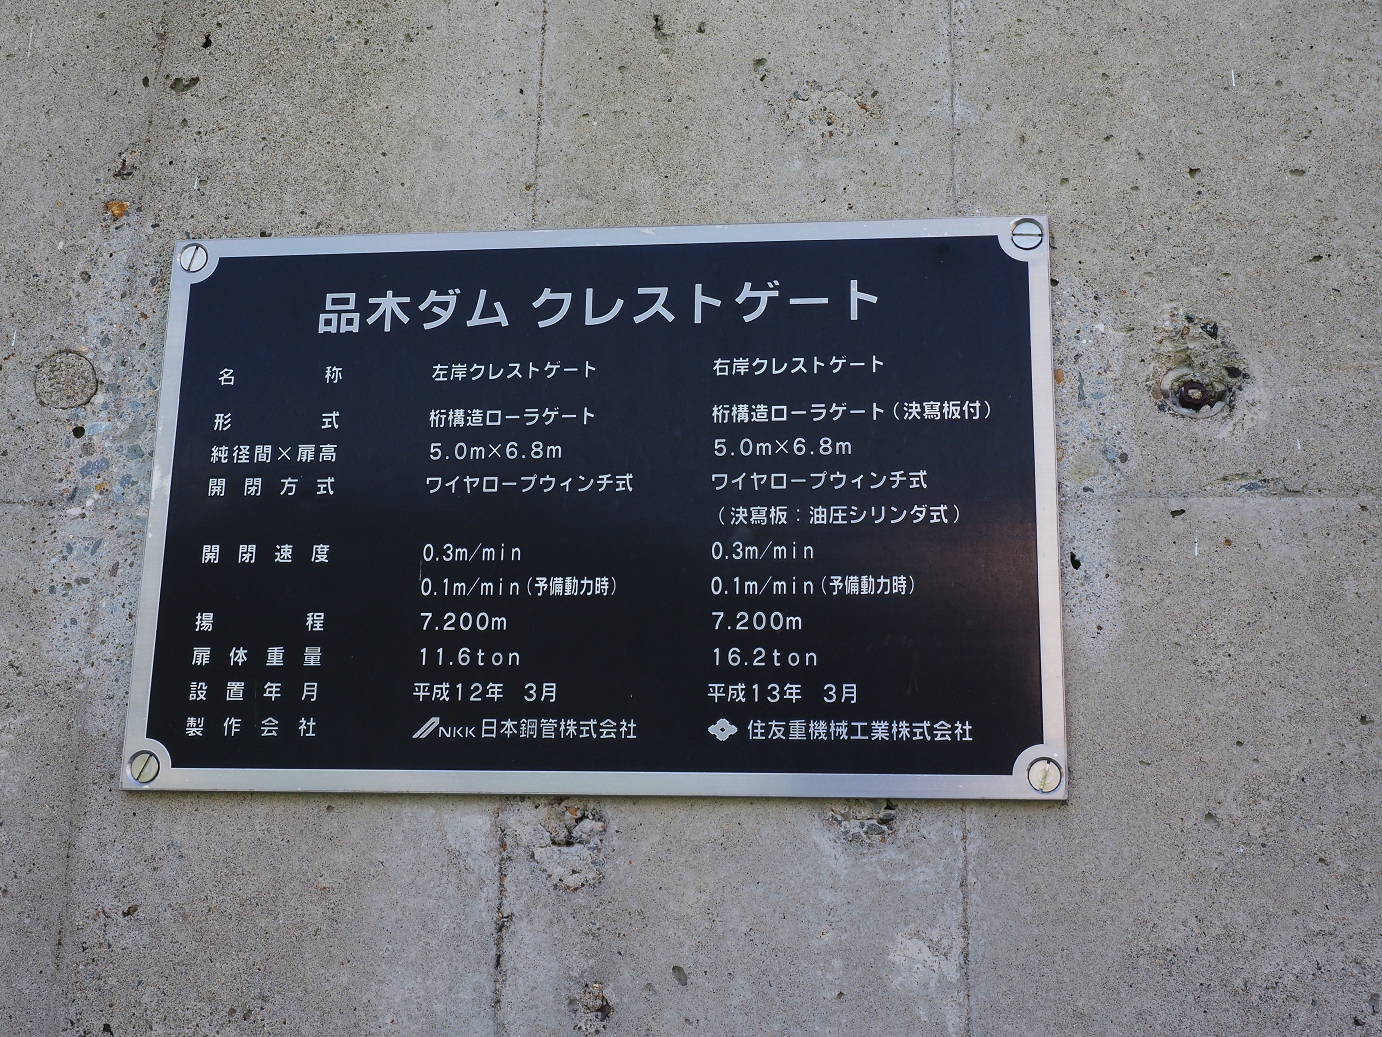 品木ダム クレストゲート
名称 左岸クレストゲート 右岸クレストゲート
形式 桁構造ローラゲート 桁構造ローラゲート（決寫板付）
純径間×扉高 5.0m×6.8m 5.0m×6.8m
開閉方式 ワイヤロープウィンチ式 ワイヤロープウィンチ式
（決寫板：油圧シリンダ式）
開閉速度 0.3m/min 0.3m/min
0.1m/min（予備動力時） 0.1m/min（予備動力時）
揚程 7.200m 7.200m
扉体重量 11.6ton 16.2ton
設置年月 平成12年 3月 平成13年 3月
製作会社 NKK日本鋼管株式会社 住友重機械工業株式会社